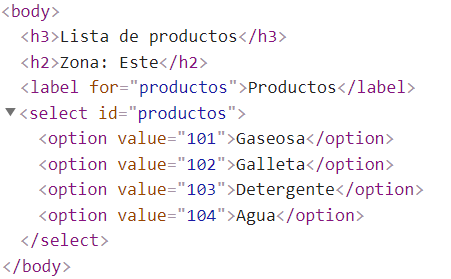 <body>
<h3>Lista de productos</h3>
<h2>Zona: Este</h2>
<label for="productos">Productos</label>
▼<select id="productos">
<option value="101">Gaseosa</option>
<option value="102">Galleta</option>
<option value="103">Detergente</option>
<option value="104">Agua</option>
</select>
</body>